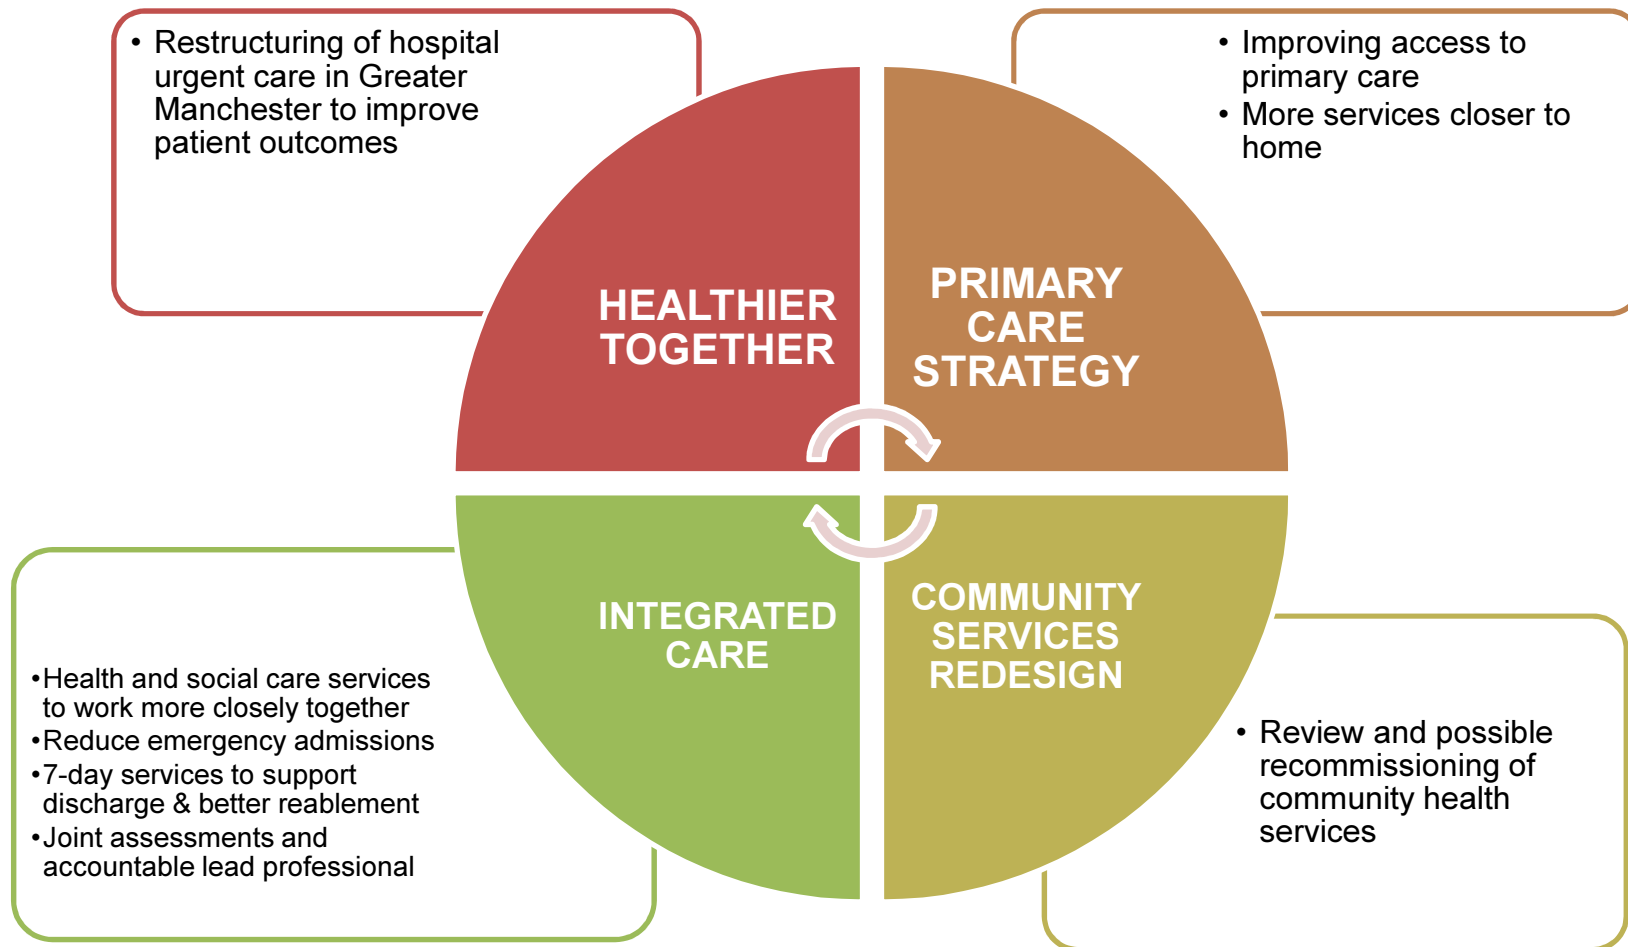 • Restructuring of hospital
urgent care in Greater
Manchester to improve
patient outcomes
• Improving access to
primary care
• More services closer to
home
HEALTHIER
TOGETHER
PRIMARY
CARE
STRATEGY
INTEGRATED
CARE
COMMUNITY
SERVICES
REDESIGN
•Health and social care services
to work more closely together
•Reduce emergency admissions
•7-day services to support
discharge & better reablement
•Joint assessments and
accountable lead professional
• Review and possible
recommissioning of
community health
services